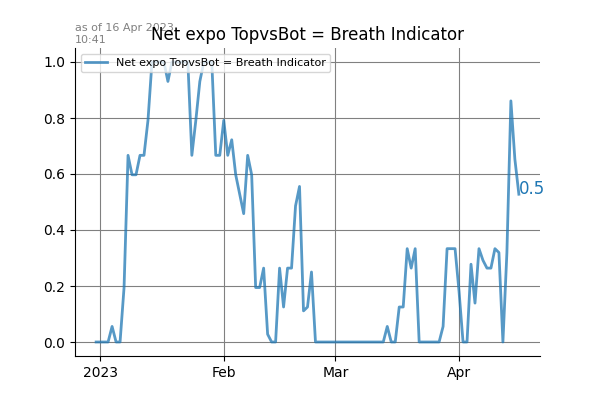 as of 16 Apr 2023
10:41
Net expo TopvsBot = Breath Indicator
Net expo TopvsBot = Breath Indicator
1.0
0.8
0.6
0.4
0.2
0.0
0.5
2023
Feb
Mar
Apr